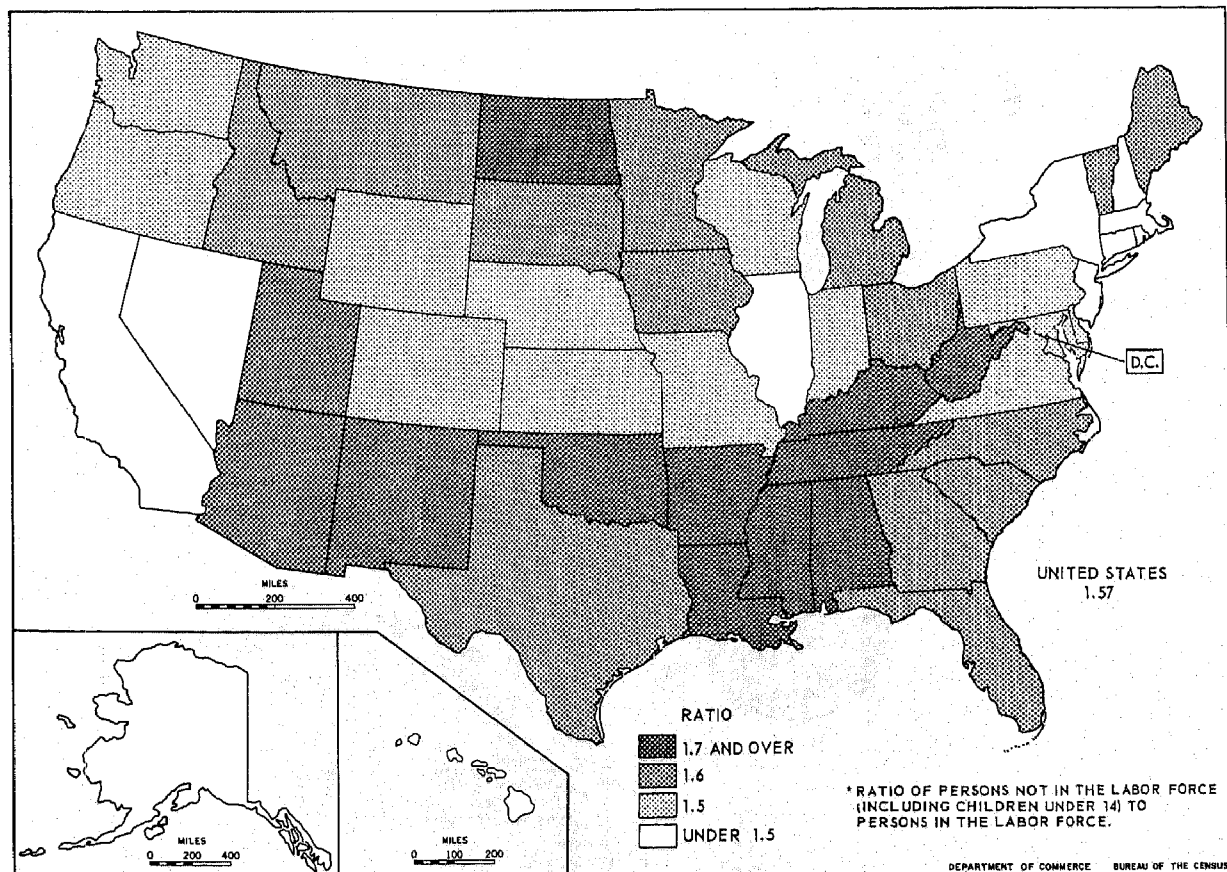 D.C.
UNITED STATES
1.57
MILES
0 200 400
RATIO
1.7 AND OVER
1.6
1.5
UNDER 1.5
* RATIO OF PERSONS NOT IN THE LABOR FORCE
(INCLUDING CHILDREN UNDER 14) TO
PERSONS IN THE LABOR FORCE.
MILES
0 200 400
MILES
0 100 200
DEPARTMENT OF COMMERCE BUREAU OF THE CENSUS